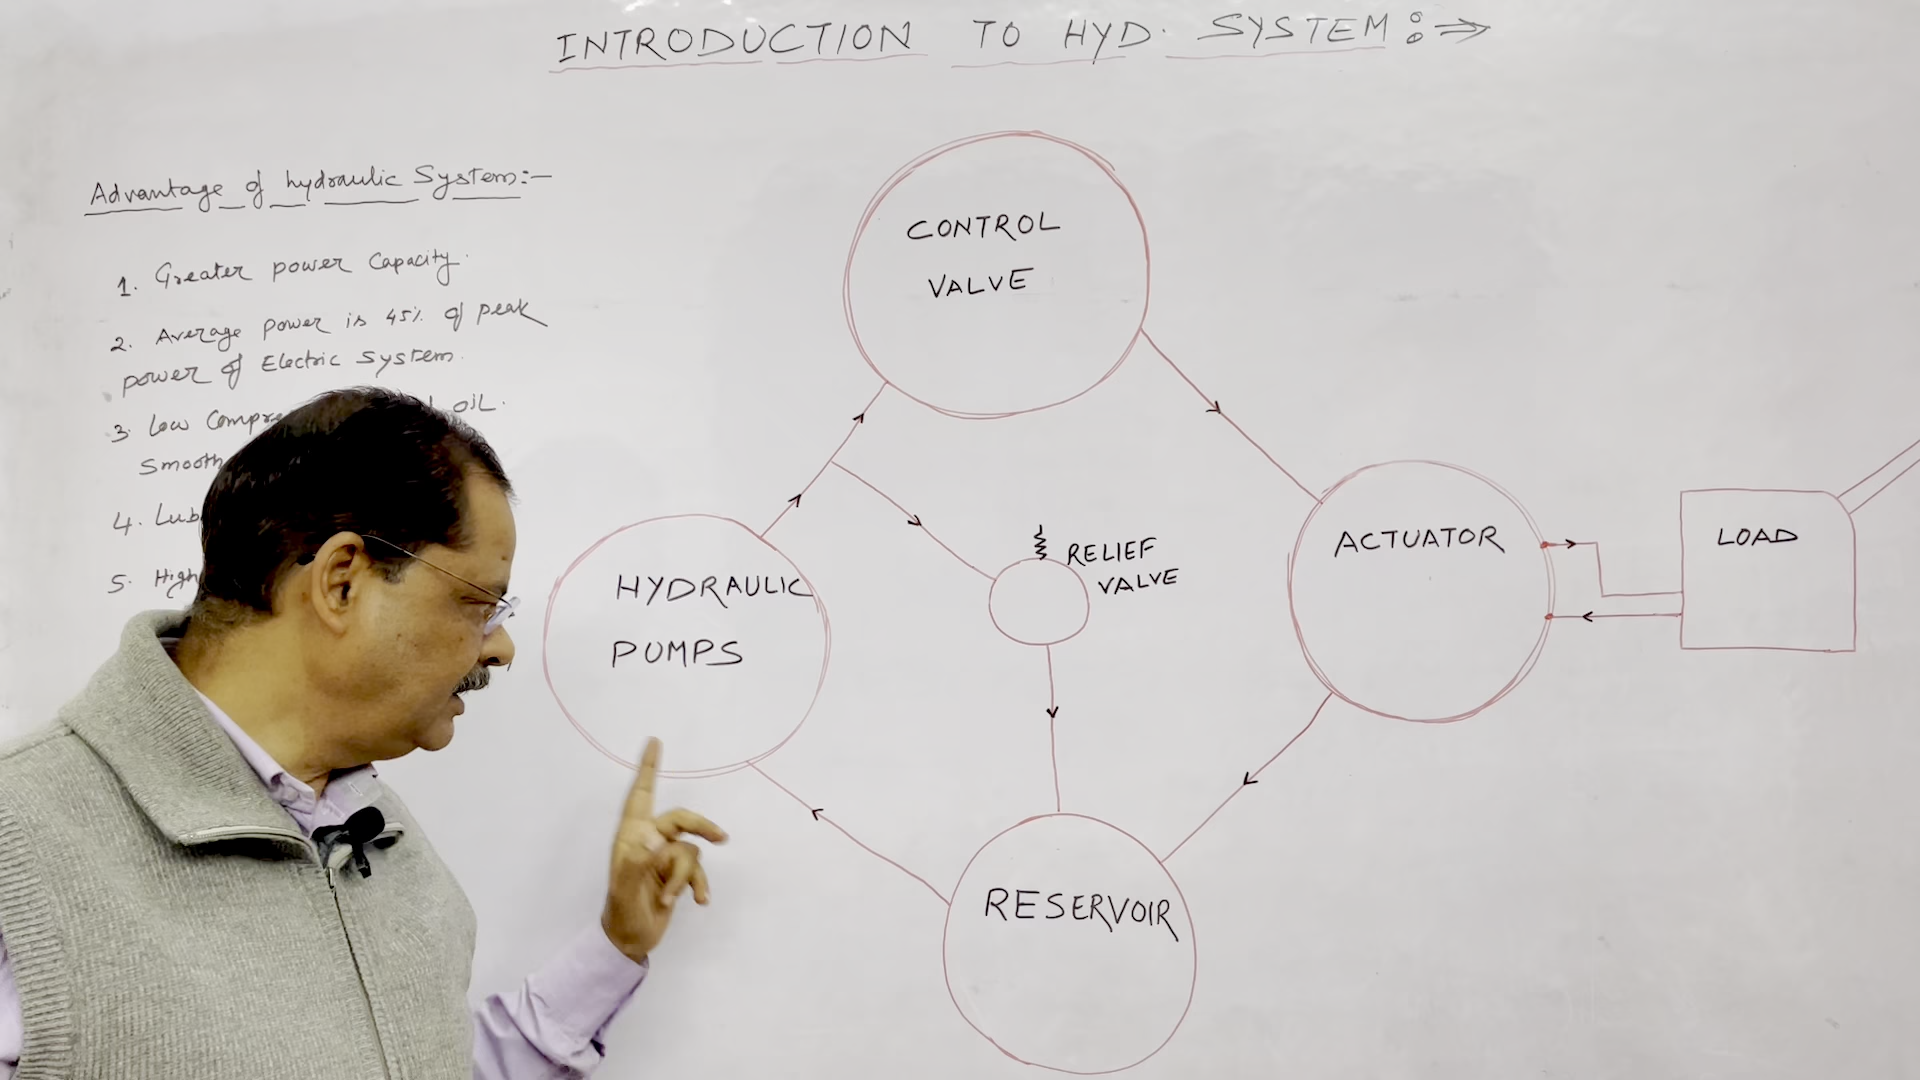 INTRODUCTION TO HYD. SYSTEM:⇒
Advantage of hydraulic System:-
1. Greater power Capacity.
2. Average power is 45% of peak
power of Electric System.
3. Low oil.
Smooth
4.
5. High
CONTROL
VALVE
HYDRAULIC
PUMPS
RELIEF
VALVE
ACTUATOR
LOAD
RESERVOIR